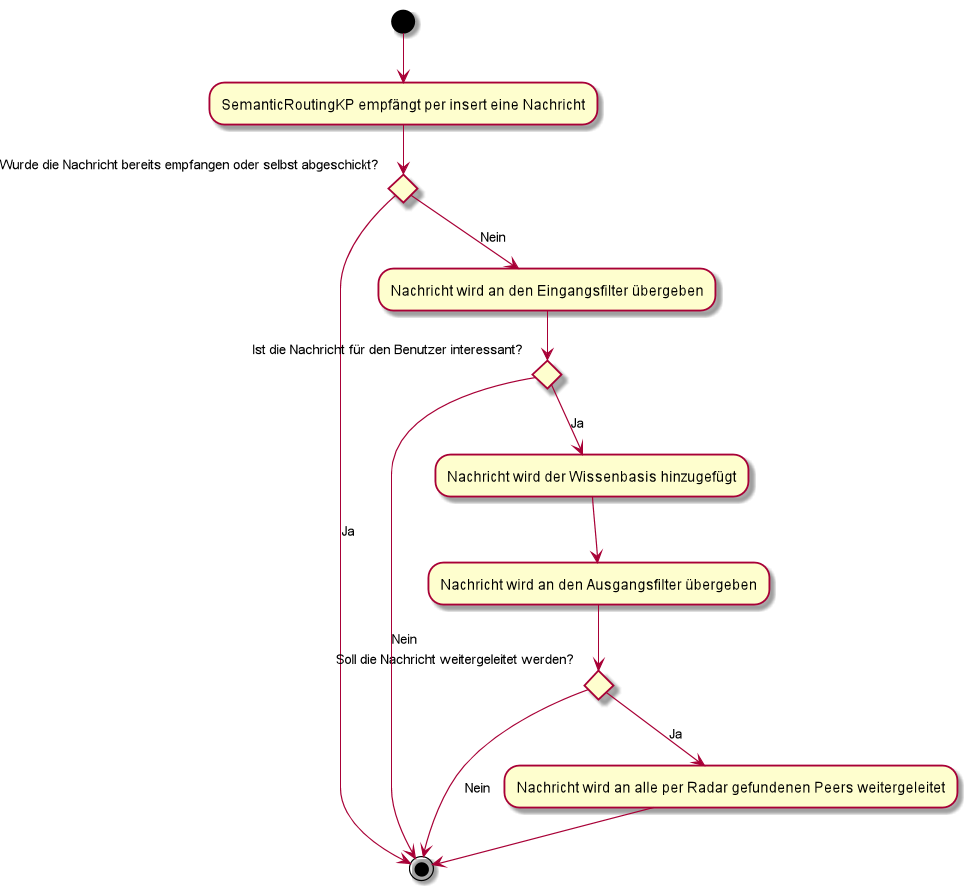 SemanticRoutingKP empfängt per insert eine Nachricht
Wurde die Nachricht bereits empfangen oder selbst abgeschickt?
Nein
Nachricht wird an den Eingangsfilter übergeben
Ist die Nachricht für den Benutzer interessant?
Ja
Nachricht wird der Wissenbasis hinzugefügt
Ja
Nachricht wird an den Ausgangsfilter übergeben
Nein
Soll die Nachricht weitergeleitet werden?
Ja
Nein
Nachricht wird an alle per Radar gefundenen Peers weitergeleitet